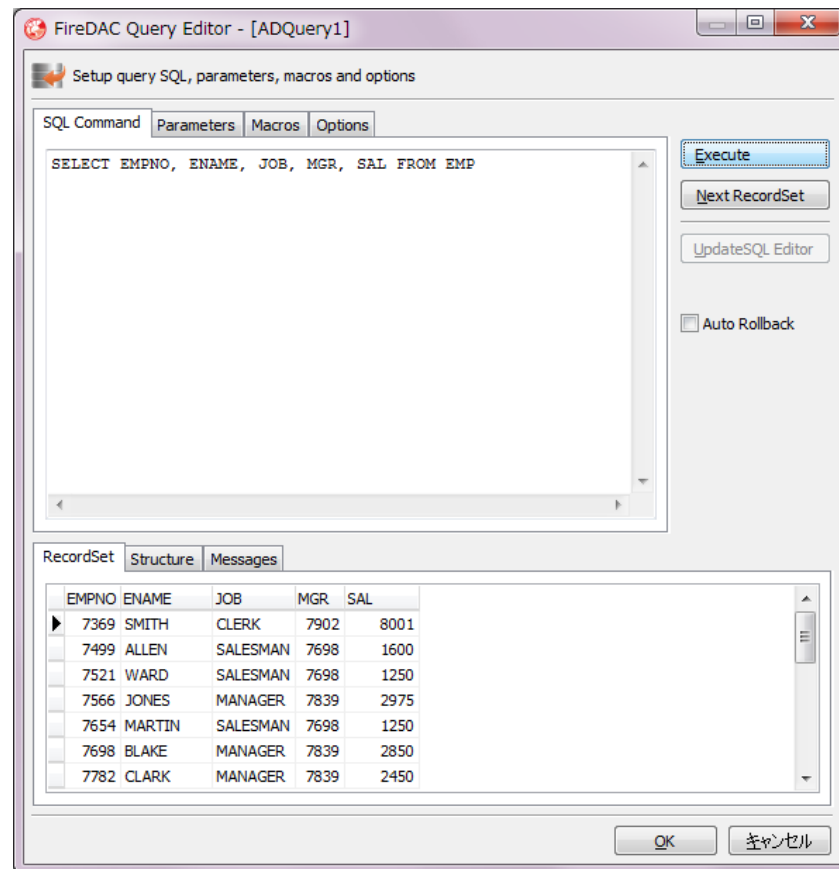 FireDAC Query Editor - [ADQuery1]
Setup query SQL, parameters, macros and options
SQL Command Parameters Macros Options
SELECT EMPNO, ENAME, JOB, MGR, SAL FROM EMP
Execute
Next RecordSet
UpdateSQL Editor
Auto Rollback
RecordSet Structure Messages
EMPNO ENAME JOB MGR SAL
7369 SMITH CLERK 7902 8001
7499 ALLEN SALESMAN 7698 1600
7521 WARD SALESMAN 7698 1250
7566 JONES MANAGER 7839 2975
7654 MARTIN SALESMAN 7698 1250
7698 BLAKE MANAGER 7839 2850
7782 CLARK MANAGER 7839 2450
OK キャンセル